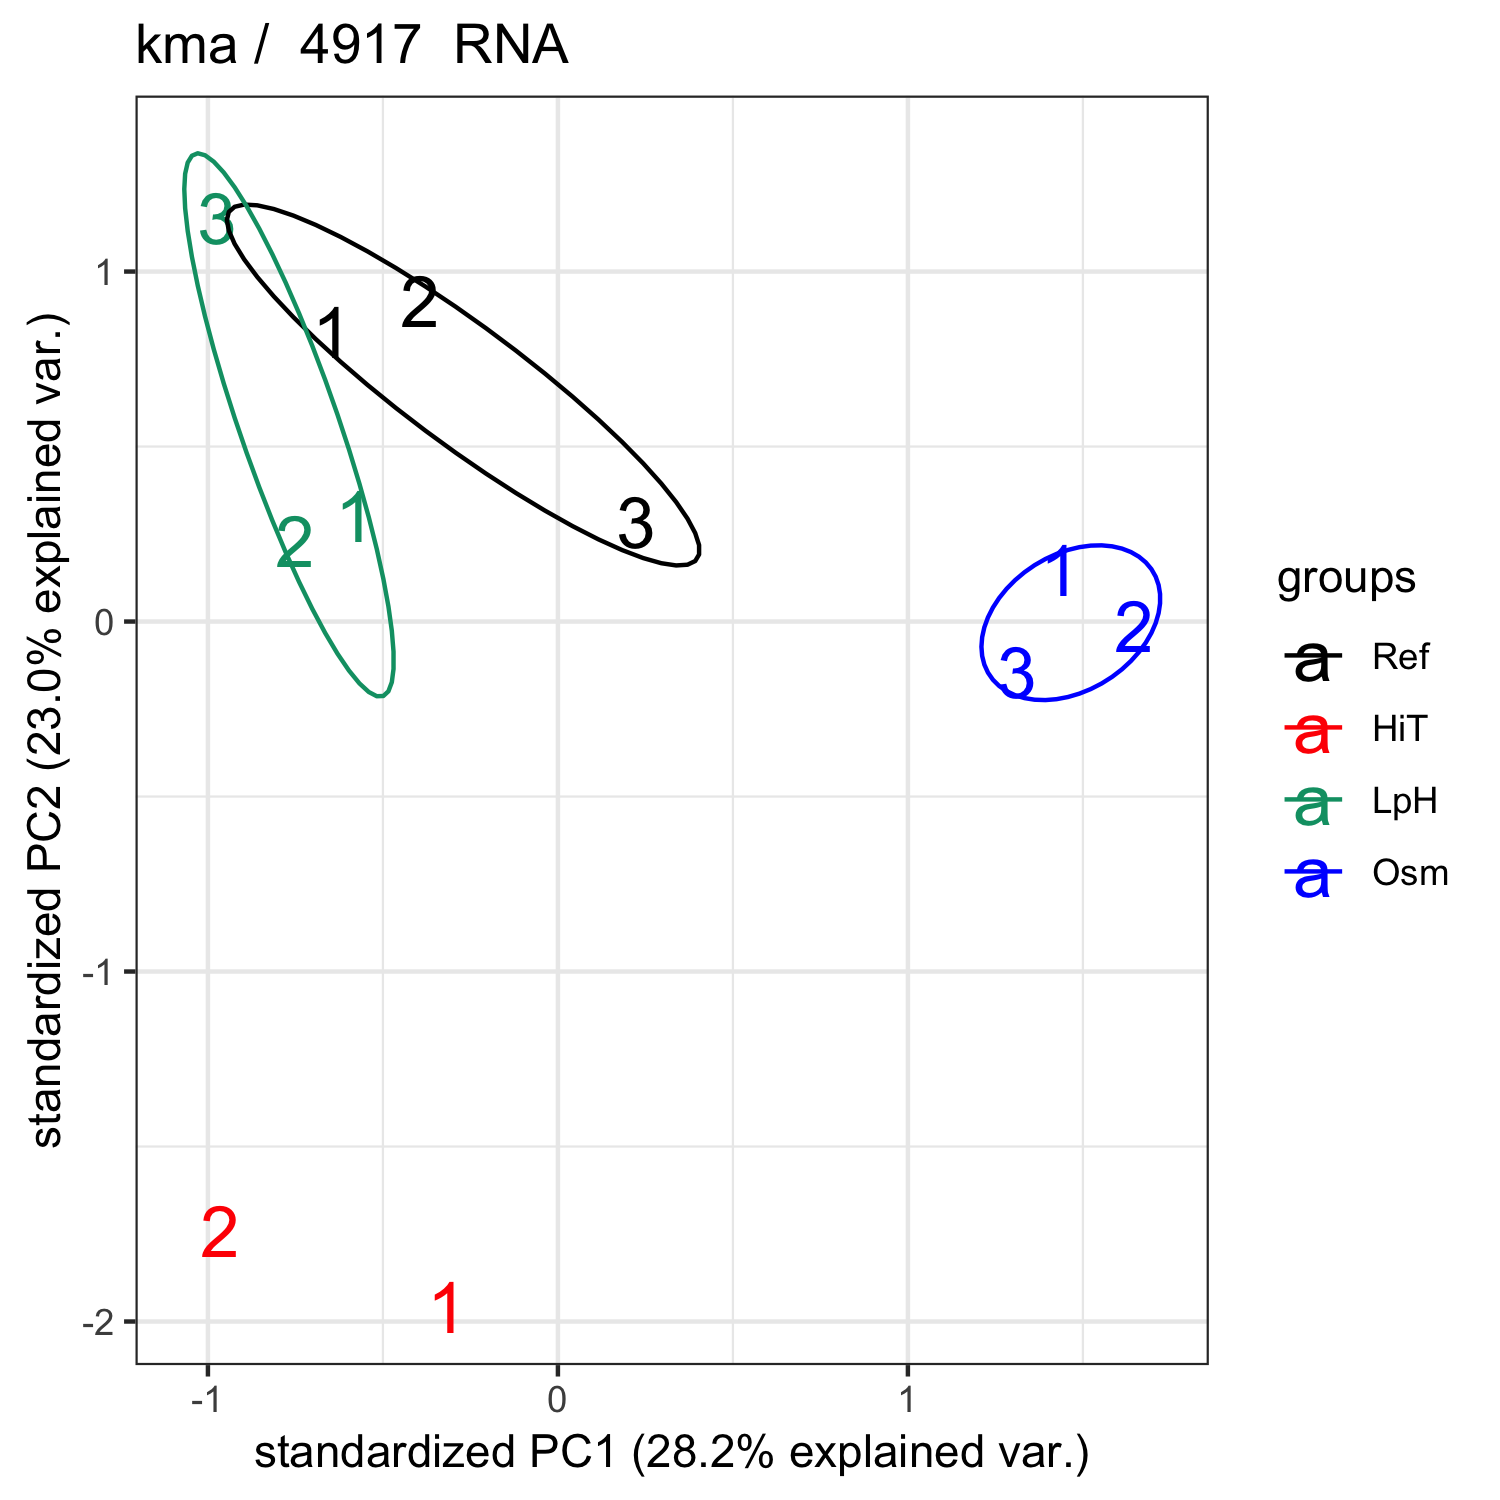 kma /  4917  RNA
standardized PC2 (23.0% explained var.)
1
0
-1
-2
3
2
1
1
2
3
1
2
3
2
1
-1
0
1
standardized PC1 (28.2% explained var.)
groups
a Ref
a HiT
a LpH
a Osm